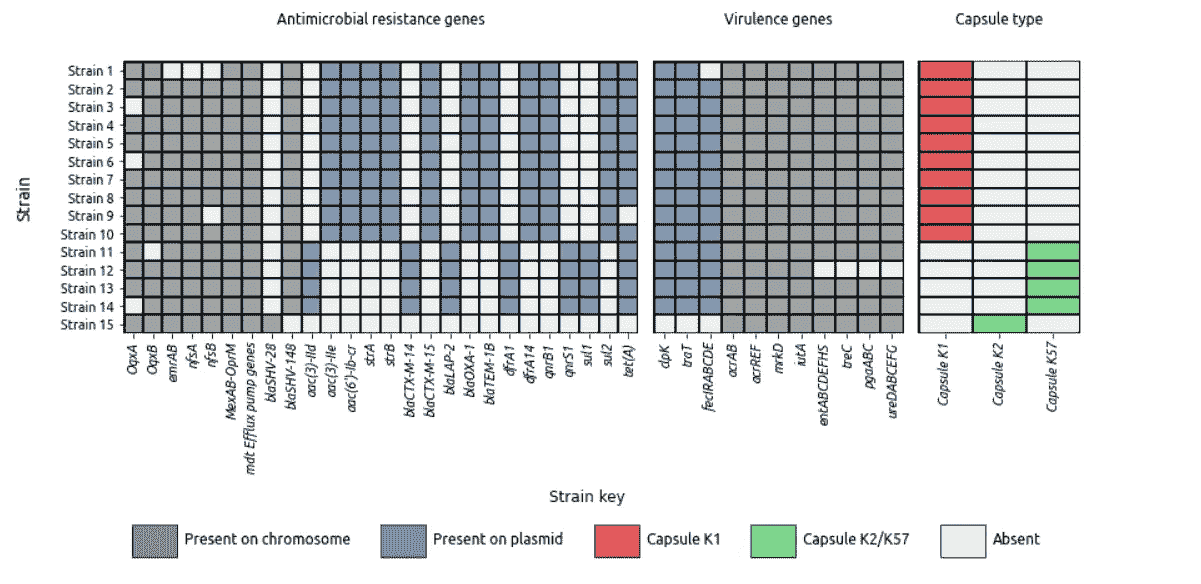 Antimicrobial resistance genes
Virulence genes
Capsule type
Strain
Strain 1
Strain 2
Strain 3
Strain 4
Strain 5
Strain 6
Strain 7
Strain 8
Strain 9
Strain 10
Strain 11
Strain 12
Strain 13
Strain 14
Strain 15
OqxA
OqxB
emrAB
nfsA
nfsB
MexAB-OprM
mdt Efflux pump genes
blaSHV-28
blaSHV-148
aac(3)-IId
aac(3)-IIe
aac(6')-Ib-cr
strA
strB
blaCTX-M-14
blaCTX-M-15
blaLAP-2
blaOXA-1
blaTEM-1B
dfrA1
dfrA14
qnrB1
qnrS1
sul1
sul2
tet(A)
clpK
traT
fecIRABCDE
acrAB
acrREF
mrkD
iutA
entABCDEFHS
treC
pgaABC
ureDABCEFG
Capsule K1
Capsule K2
Capsule K57
Strain key
Present on chromosome
Present on plasmid
Capsule K1
Capsule K2/K57
Absent